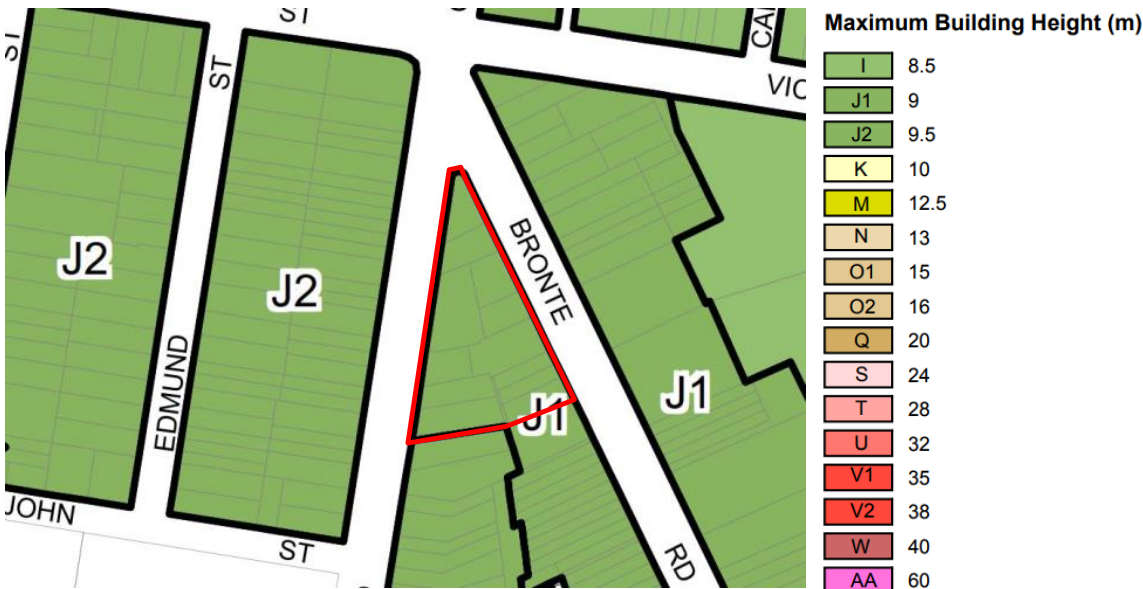 ST
ST
ST
CA
VIC
J2
J2
BRONTE
J1
J1
EDMUND
JOHN
ST
RD
Maximum Building Height (m)
I 8.5
J1 9
J2 9.5
K 10
M 12.5
N 13
O1 15
O2 16
Q 20
S 24
T 28
U 32
V1 35
V2 38
W 40
AA 60